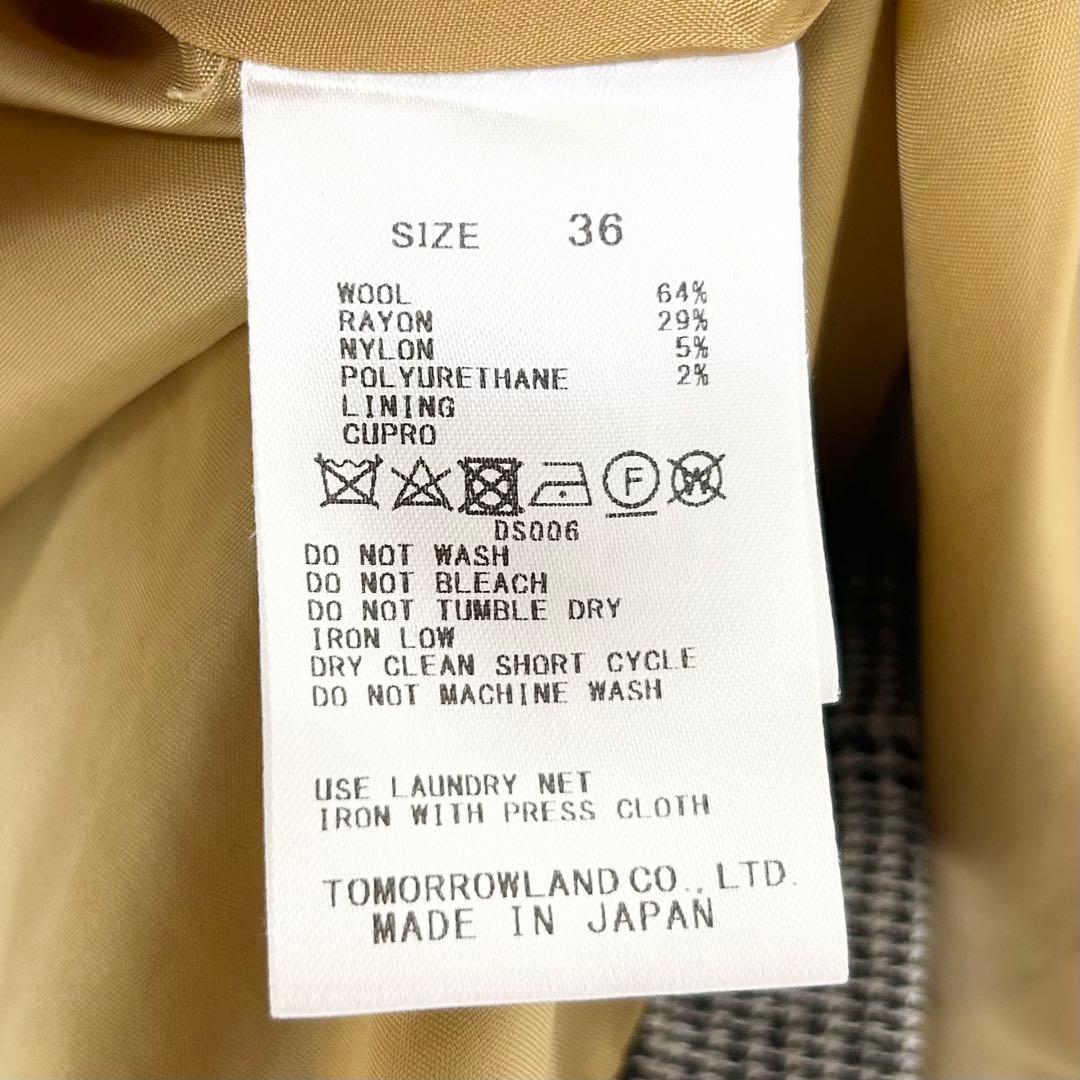 SIZE 36
WOOL 64%
RAYON 29%
NYLON 5%
POLYURETHANE 2%
LINING
CUPRO
F W
DS006
DO NOT WASH
DO NOT BLEACH
DO NOT TUMBLE DRY
IRON LOW
DRY CLEAN SHORT CYCLE
DO NOT MACHINE WASH
USE LAUNDRY NET
IRON WITH PRESS CLOTH
TOMORROWLAND CO., LTD.
MADE IN JAPAN